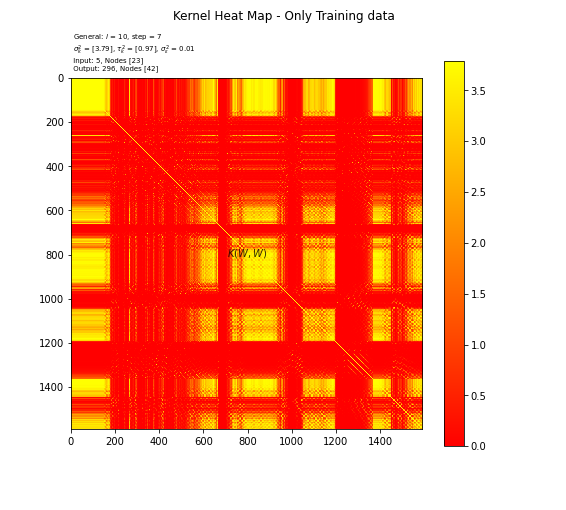 Kernel Heat Map - Only Training data
General: l = 10, step = 7
σ_k^2 = [3.79], τ_k^2 = [0.97], σ_ε^2 = 0.01
Input: 5, Nodes [23]
Output: 296, Nodes [42]
0
200
400
600
800
1000
1200
1400
K(W, W)
0 200 400 600 800 1000 1200 1400
3.5
3.0
2.5
2.0
1.5
1.0
0.5
0.0